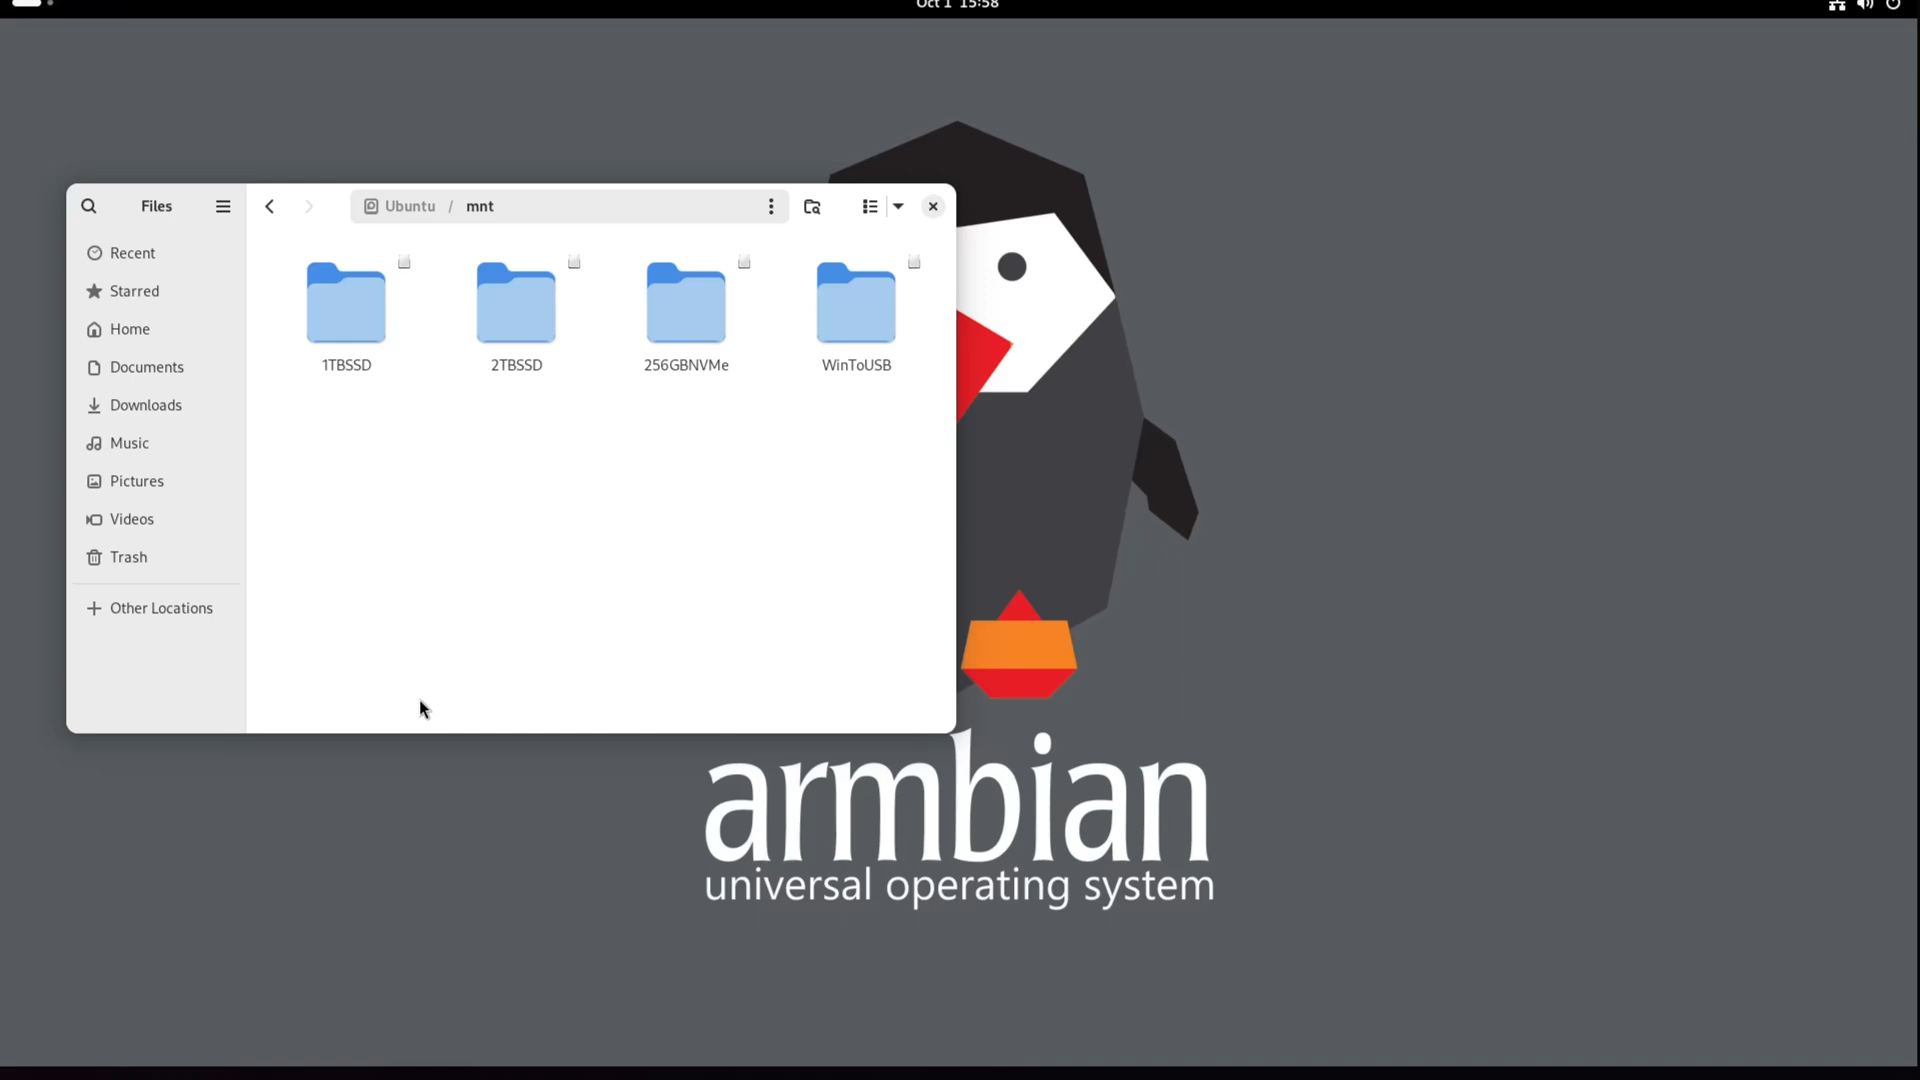 Oct 1 15:58
Files
Ubuntu / mnt
Recent
Starred
Home
Documents
Downloads
Music
Pictures
Videos
Trash
Other Locations
1TBSSD
2TBSSD
256GBNVMe
WinToUSB
armbian
universal operating system